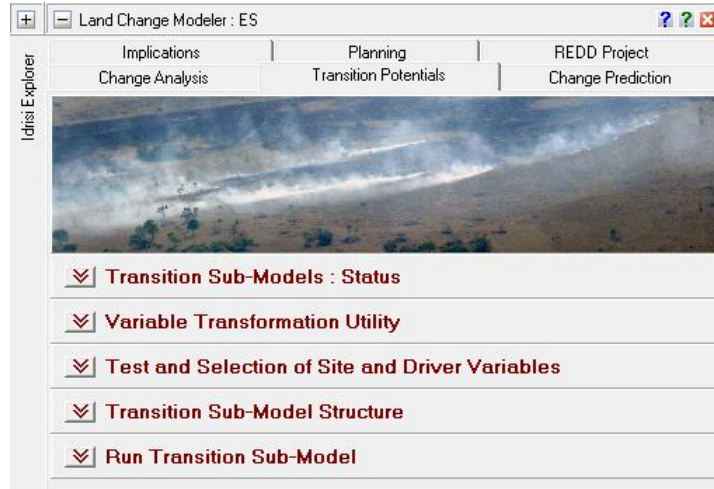 Land Change Modeler : ES
? ?
Idrisi Explorer
Implications Planning REDD Project
Change Analysis Transition Potentials Change Prediction
Transition Sub-Models : Status
Variable Transformation Utility
Test and Selection of Site and Driver Variables
Transition Sub-Model Structure
Run Transition Sub-Model